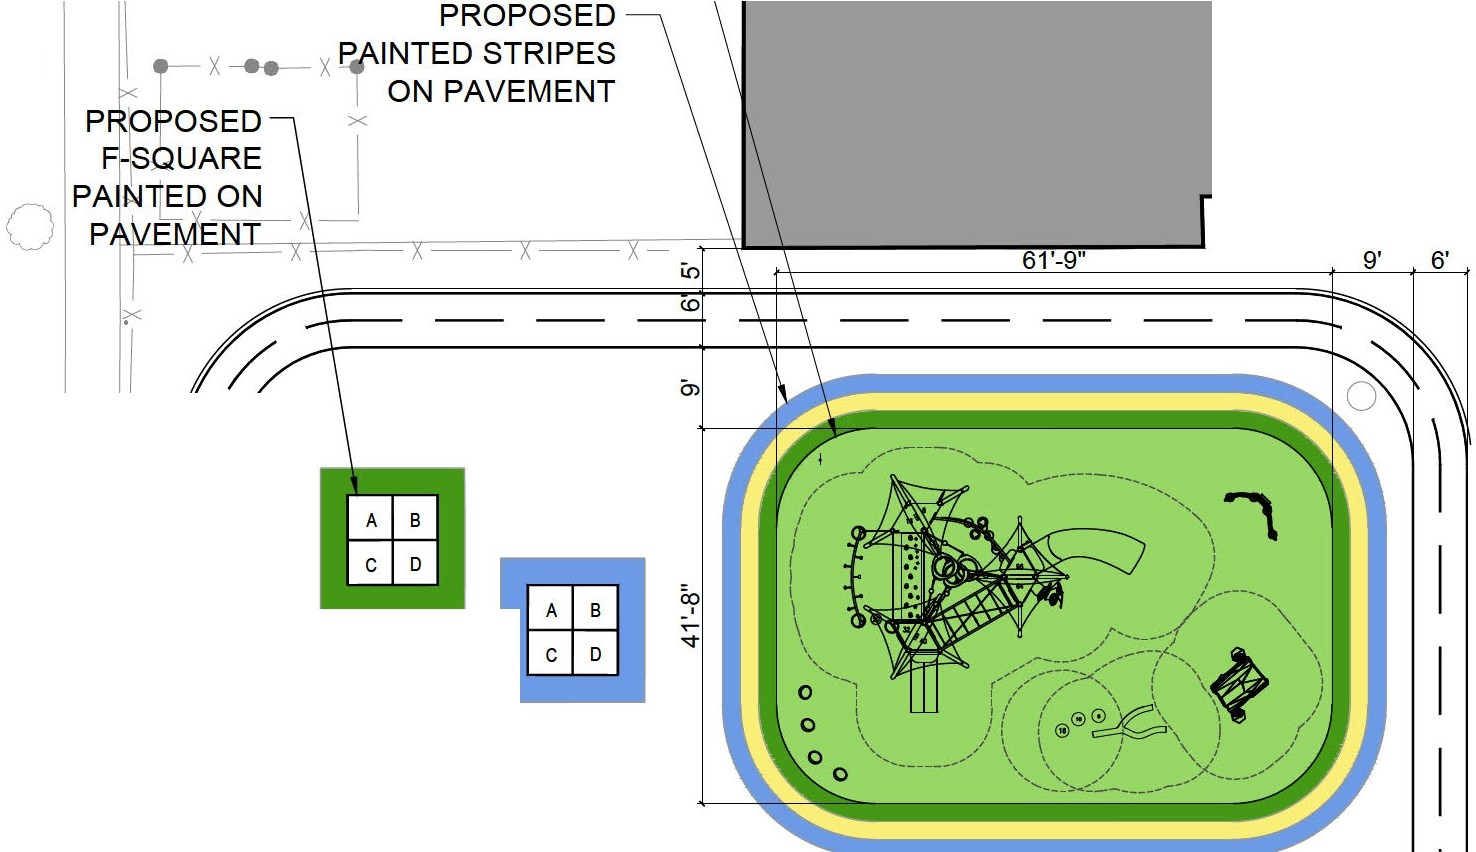 PROPOSED
PAINTED STRIPES
ON PAVEMENT
PROPOSED
F-SQUARE
PAINTED ON
PAVEMENT
61'-9"
9'
6'
5'
6'
9'
41'-8"
A B
C D
A B
C D
16